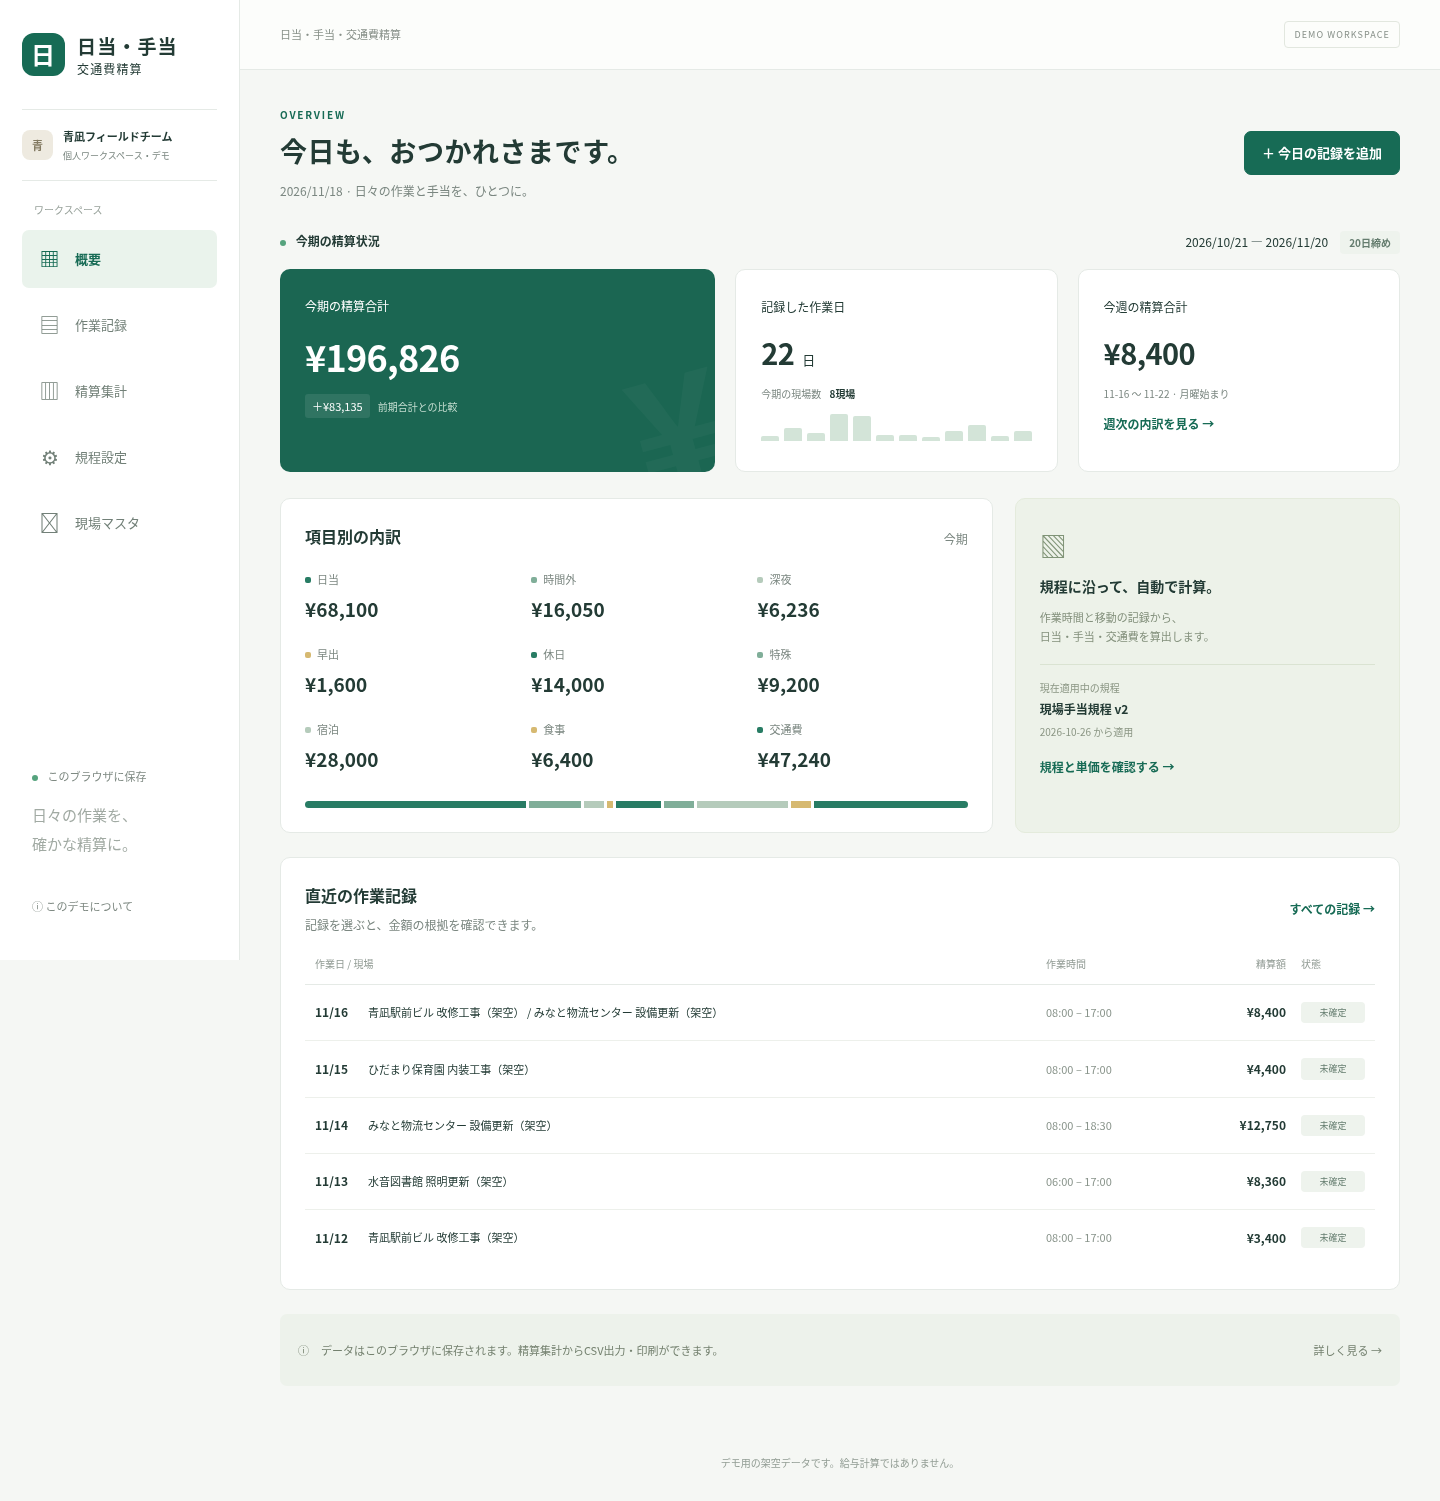 日
日当・手当
交通費精算
青
青凪フィールドチーム
個人ワークスペース・デモ
ワークスペース
概要
作業記録
精算集計
規程設定
現場マスタ
このブラウザに保存
日々の作業を、
確かな精算に。
ⓘ このデモについて
日当・手当・交通費精算
DEMO WORKSPACE
OVERVIEW
今日も、おつかれさまです。
2026/11/18 · 日々の作業と手当を、ひとつに。
＋ 今日の記録を追加
今期の精算状況
2026/10/21 — 2026/11/20
20日締め
今期の精算合計
¥196,826
＋¥83,135 前期合計との比較
¥
記録した作業日
22 日
今期の現場数 8現場
今週の精算合計
¥8,400
11-16 〜 11-22 · 月曜始まり
週次の内訳を見る →
項目別の内訳
今期
日当
¥68,100
時間外
¥16,050
深夜
¥6,236
早出
¥1,600
休日
¥14,000
特殊
¥9,200
宿泊
¥28,000
食事
¥6,400
交通費
¥47,240
規程に沿って、自動で計算。
作業時間と移動の記録から、
日当・手当・交通費を算出します。
現在適用中の規程
現場手当規程 v2
2026-10-26 から適用
規程と単価を確認する →
直近の作業記録
記録を選ぶと、金額の根拠を確認できます。
すべての記録 →
作業日 / 現場 作業時間 精算額 状態
11/16 青凪駅前ビル 改修工事（架空） / みなと物流センター 設備更新（架空） 08:00 – 17:00 ¥8,400 未確定
11/15 ひだまり保育園 内装工事（架空） 08:00 – 17:00 ¥4,400 未確定
11/14 みなと物流センター 設備更新（架空） 08:00 – 18:30 ¥12,750 未確定
11/13 水音図書館 照明更新（架空） 06:00 – 17:00 ¥8,360 未確定
11/12 青凪駅前ビル 改修工事（架空） 08:00 – 17:00 ¥3,400 未確定
ⓘ データはこのブラウザに保存されます。精算集計からCSV出力・印刷ができます。
詳しく見る →
デモ用の架空データです。給与計算ではありません。